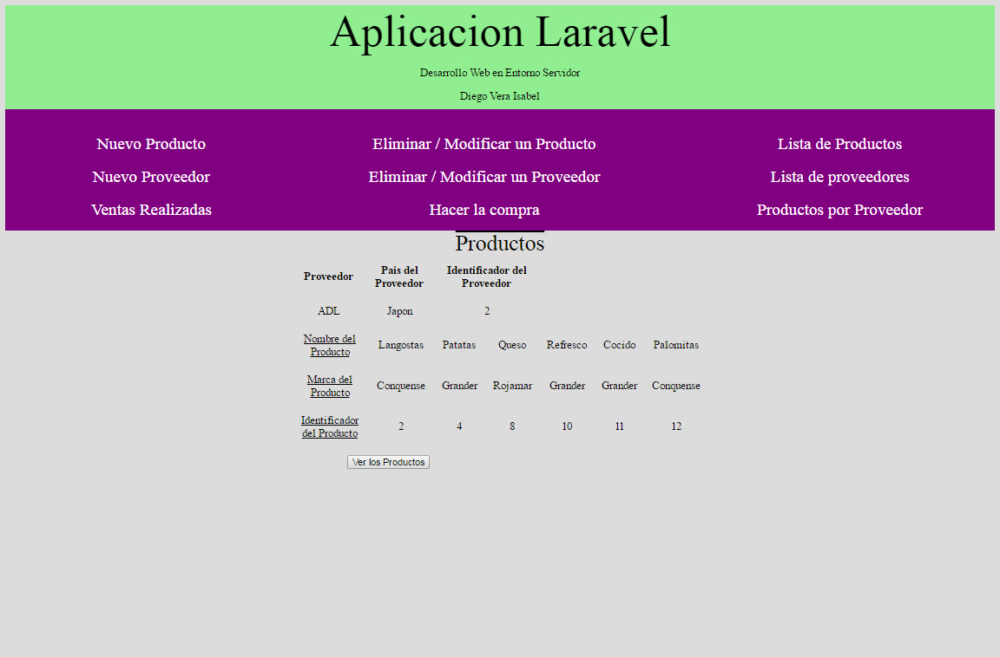 Aplicacion Laravel
Desarrollo Web en Entorno Servidor
Diego Vera Isabel
Nuevo Producto Eliminar / Modificar un Producto Lista de Productos
Nuevo Proveedor Eliminar / Modificar un Proveedor Lista de proveedores
Ventas Realizadas Hacer la compra Productos por Proveedor
Productos
Proveedor Pais del Proveedor Identificador del Proveedor
ADL Japon 2
Nombre del Producto Langostas Patatas Queso Refresco Cocido Palomitas
Marca del Producto Conquense Grander Rojamar Grander Grander Conquense
Identificador del Producto 2 4 8 10 11 12
Ver los Productos